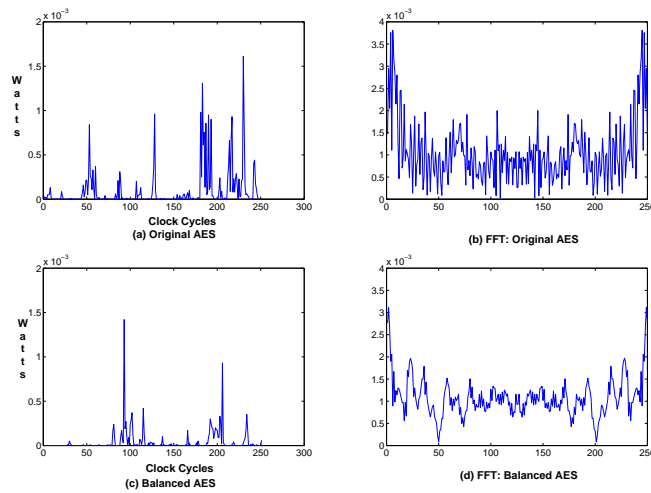 x 10⁻³
2
1.5
1
0.5
0
0 50 100 150 200 250 300
W
a
t
t
s
Clock Cycles
(a) Original AES
x 10⁻³
4
3.5
3
2.5
2
1.5
1
0.5
0
0 50 100 150 200 250
(b) FFT: Original AES
x 10⁻³
2
1.5
1
0.5
0
0 50 100 150 200 250 300
W
a
t
t
s
Clock Cycles
(c) Balanced AES
x 10⁻³
4
3.5
3
2.5
2
1.5
1
0.5
0
0 50 100 150 200 250
(d) FFT: Balanced AES